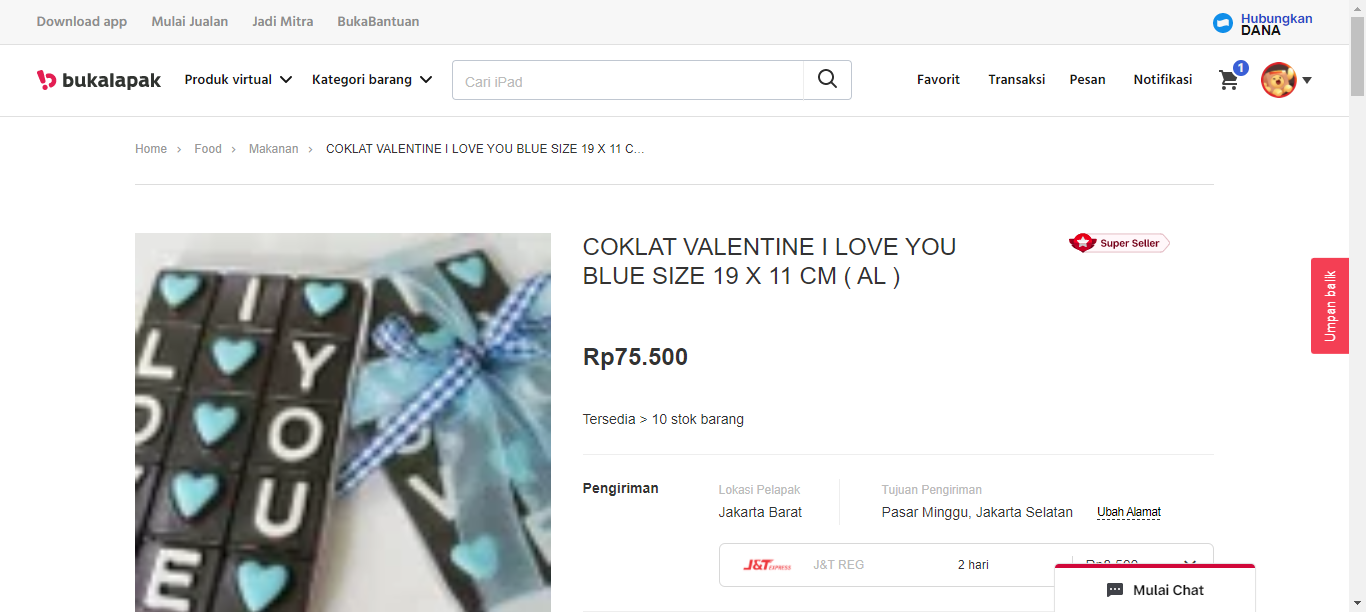 Download app Mulai Jualan Jadi Mitra BukaBantuan
Hubungkan
DANA
bukalapak Produk virtual Kategori barang Cari iPad Favorit Transaksi Pesan Notifikasi 1
Home › Food › Makanan › COKLAT VALENTINE I LOVE YOU BLUE SIZE 19 X 11 C...
COKLAT VALENTINE I LOVE YOU
BLUE SIZE 19 X 11 CM ( AL )
Super Seller
Rp75.500
Tersedia > 10 stok barang
Pengiriman
Lokasi Pelapak
Jakarta Barat
Tujuan Pengiriman
Pasar Minggu, Jakarta Selatan Ubah Alamat
J&T EXPRESS J&T REG 2 hari
Mulai Chat
Umpan balik
I
L Y
O O
U
E